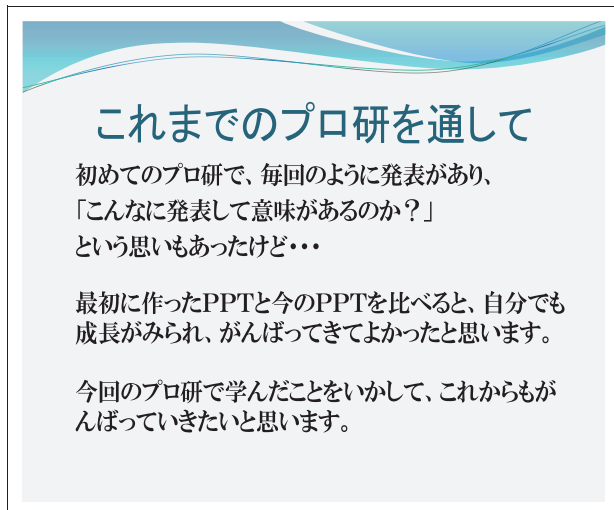 これまでのプロ研を通して
初めてのプロ研で、毎回のように発表があり、
「こんなに発表して意味があるのか？」
という思いもあったけど・・・
最初に作ったPPTと今のPPTを比べると、自分でも
成長がみられ、がんばってきてよかったと思います。
今回のプロ研で学んだことをいかして、これからもが
んばっていきたいと思います。